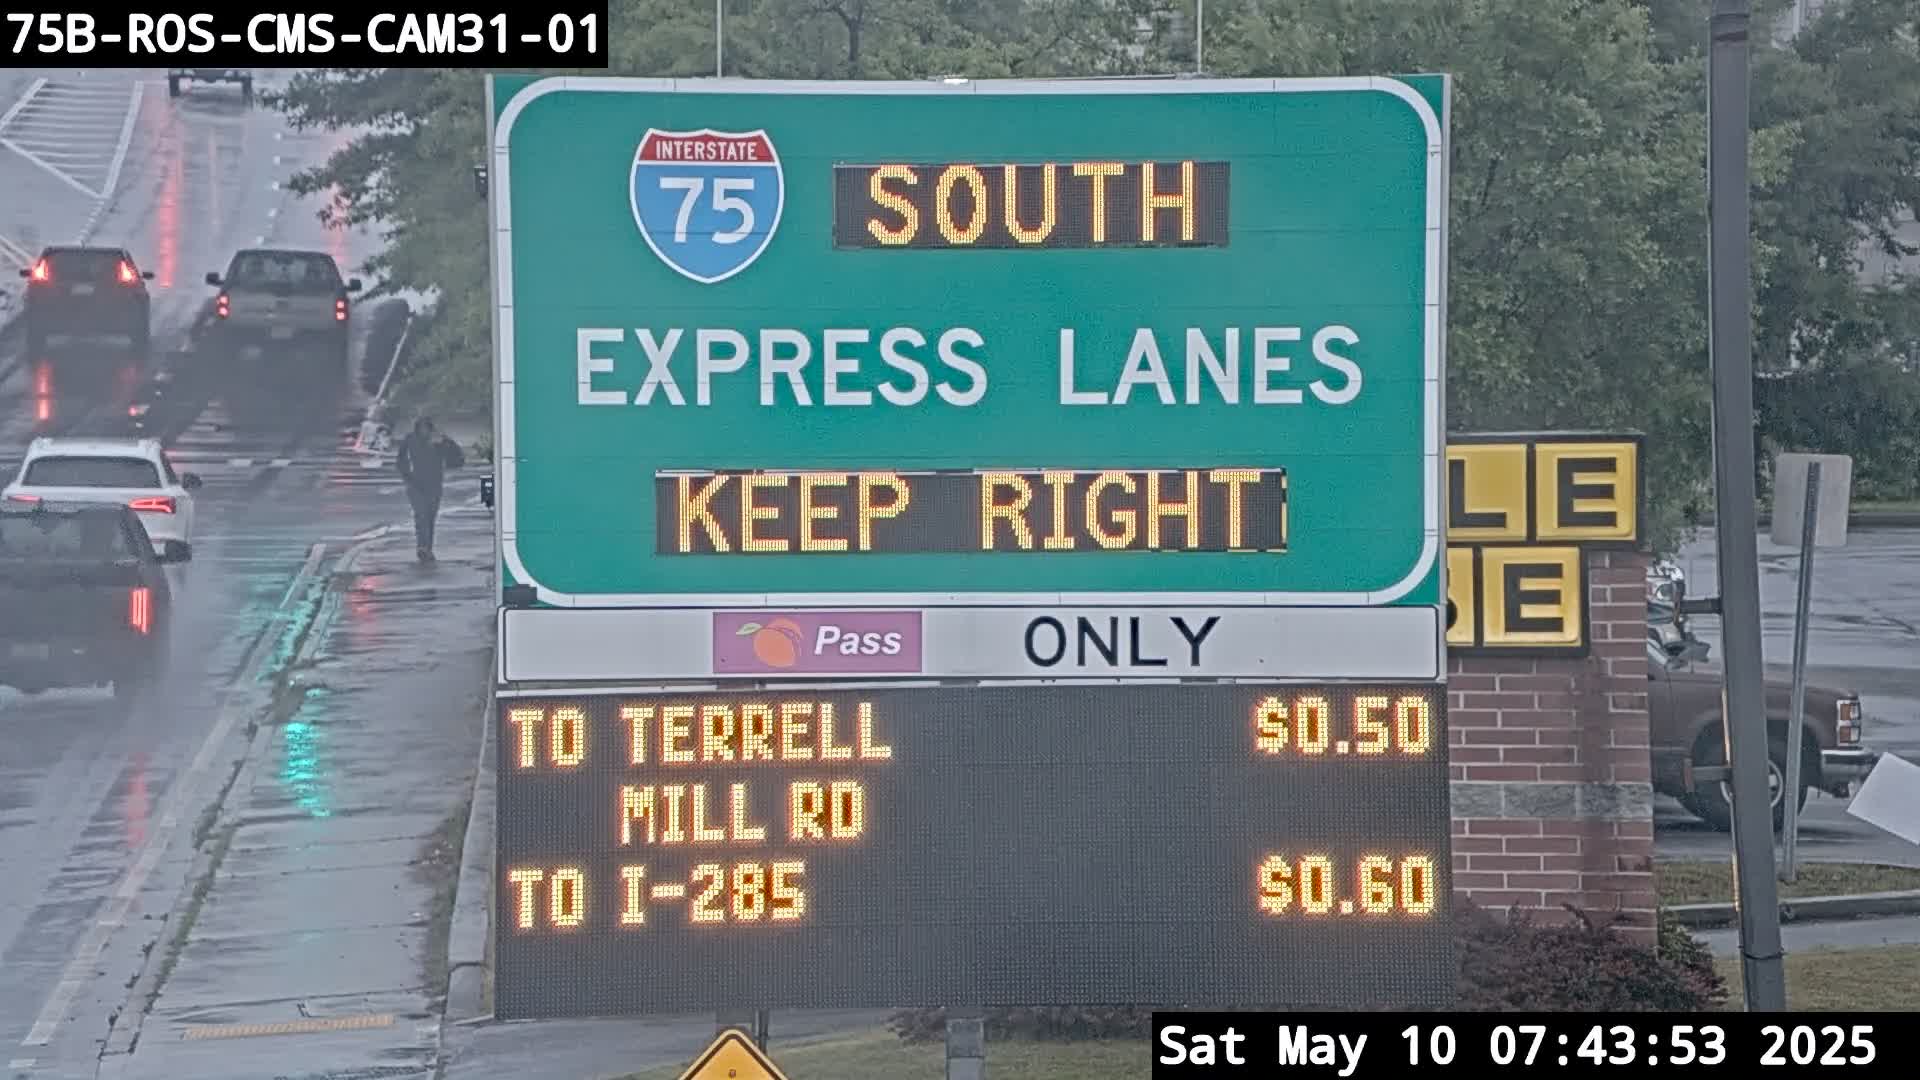 75B-ROS-CMS-CAM31-01
INTERSTATE
75
SOUTH
EXPRESS LANES
KEEP RIGHT
Pass ONLY
TO TERRELL $0.50
MILL RD
TO I-285 $0.60
LE
E
Sat May 10 07:43:53 2025